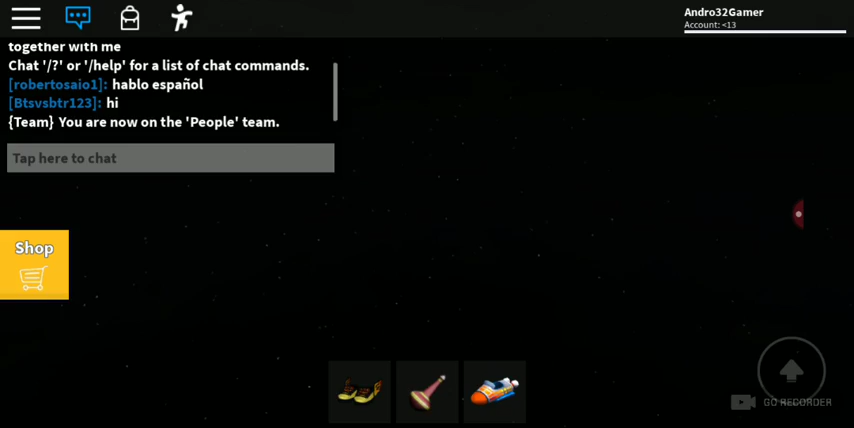 Andro32Gamer
Account: <13
together with me
Chat '/?' or '/help' for a list of chat commands.
[robertosaio1]: hablo español
[Btsvsbtr123]: hi
{Team} You are now on the 'People' team.
Tap here to chat
Shop
GO RECORDER